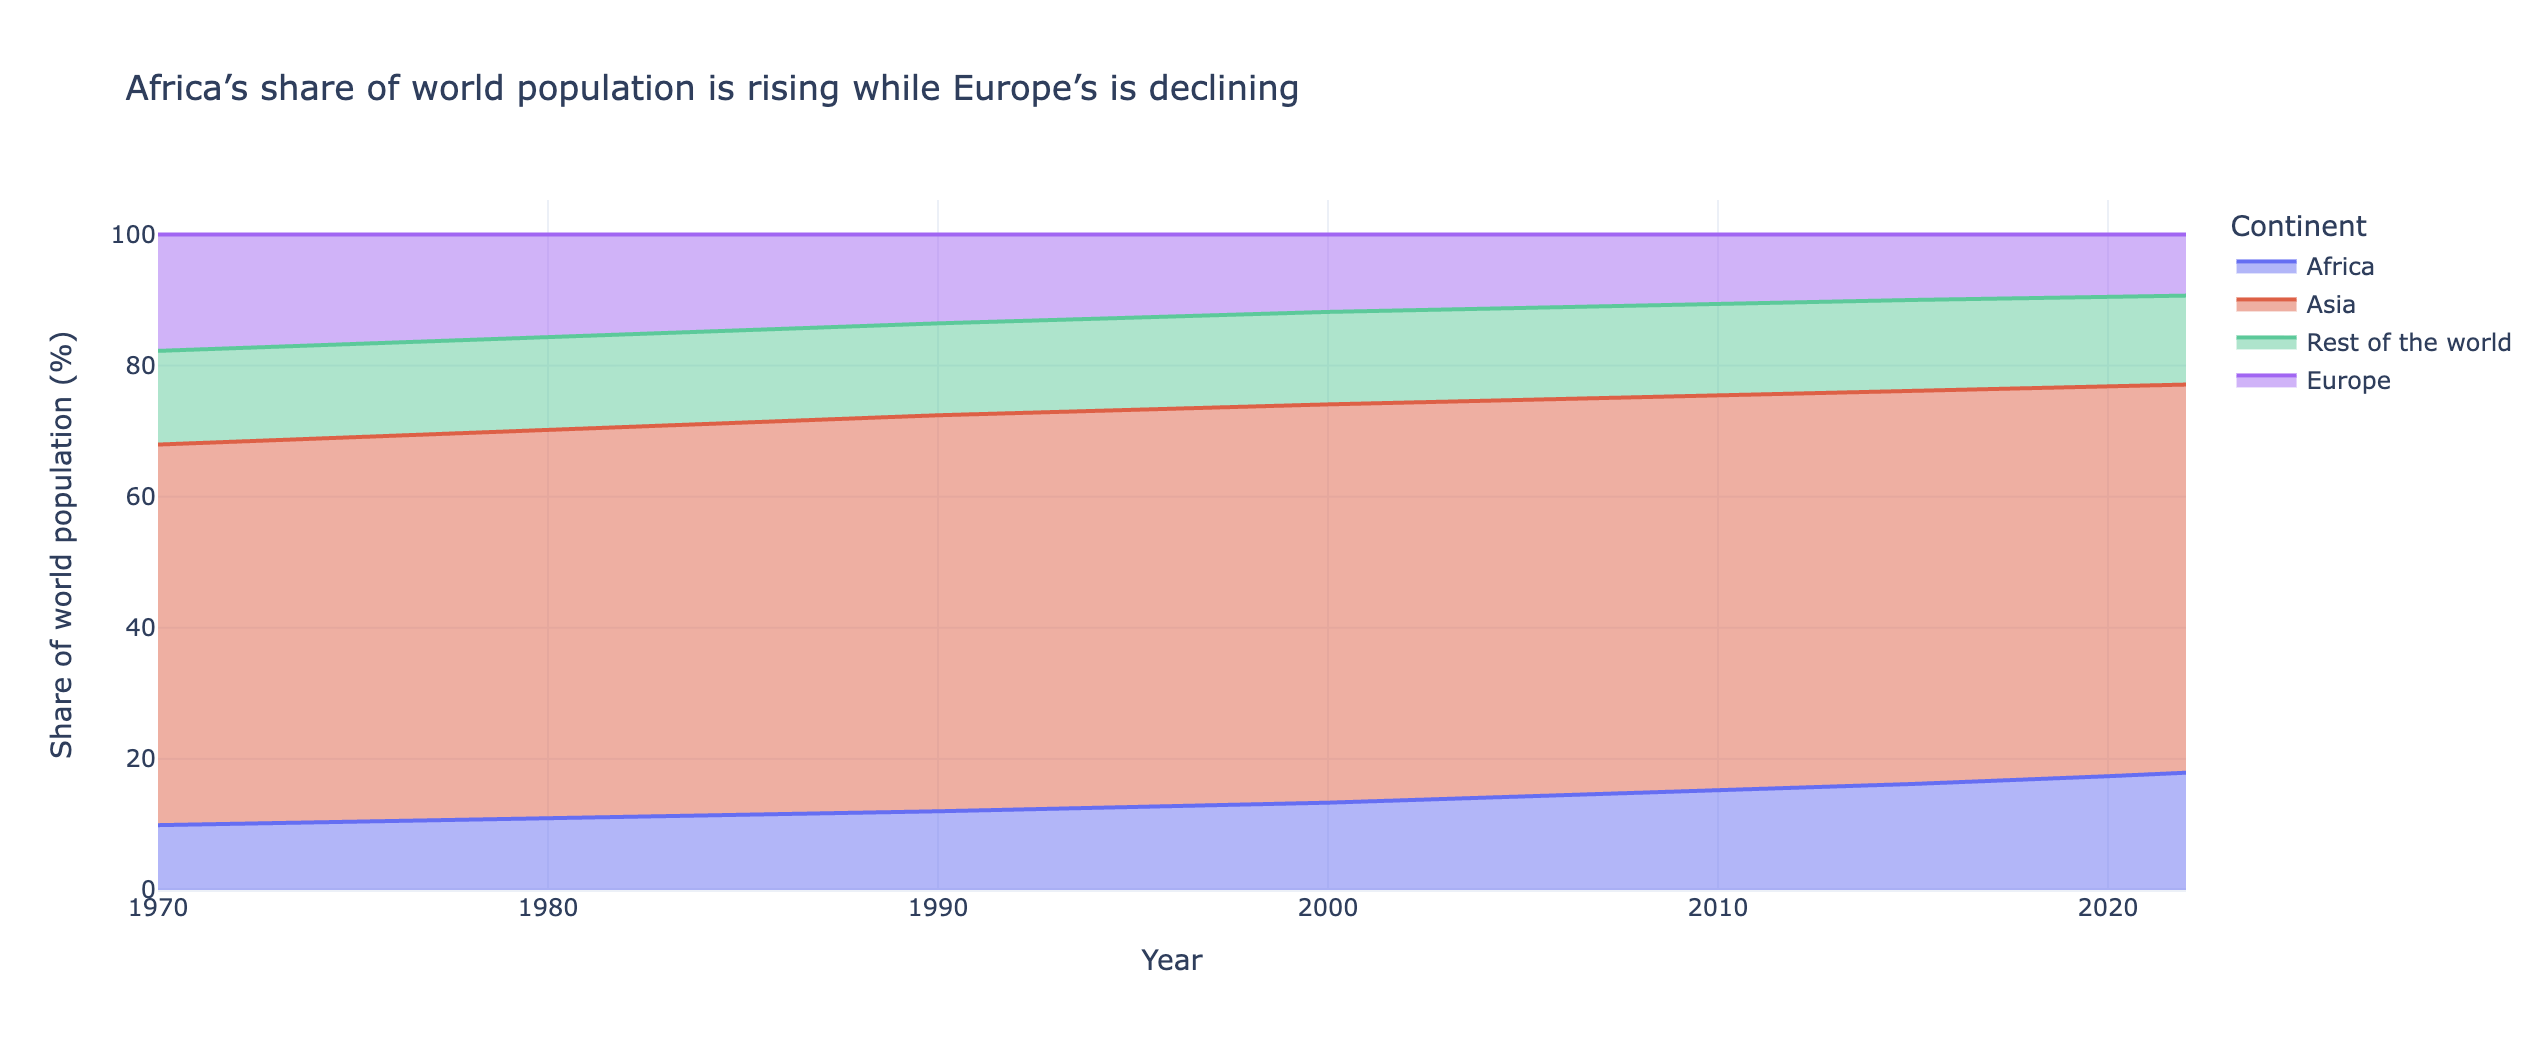 Africa’s share of world population is rising while Europe’s is declining
Share of world population (%)
100
80
60
40
20
0
1970
1980
1990
2000
2010
2020
Year
Continent
Africa
Asia
Rest of the world
Europe